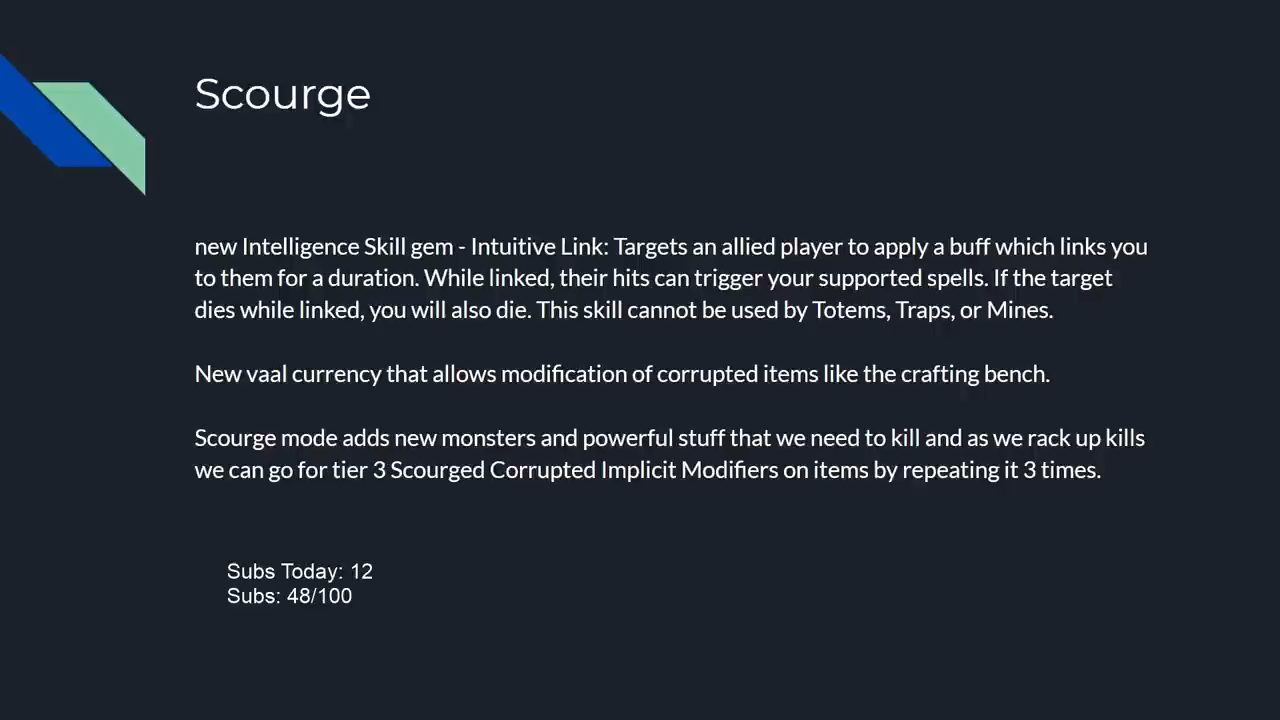 Scourge
new Intelligence Skill gem - Intuitive Link: Targets an allied player to apply a buff which links you
to them for a duration. While linked, their hits can trigger your supported spells. If the target
dies while linked, you will also die. This skill cannot be used by Totems, Traps, or Mines.
New vaal currency that allows modification of corrupted items like the crafting bench.
Scourge mode adds new monsters and powerful stuff that we need to kill and as we rack up kills
we can go for tier 3 Scourged Corrupted Implicit Modifiers on items by repeating it 3 times.
Subs Today: 12
Subs: 48/100